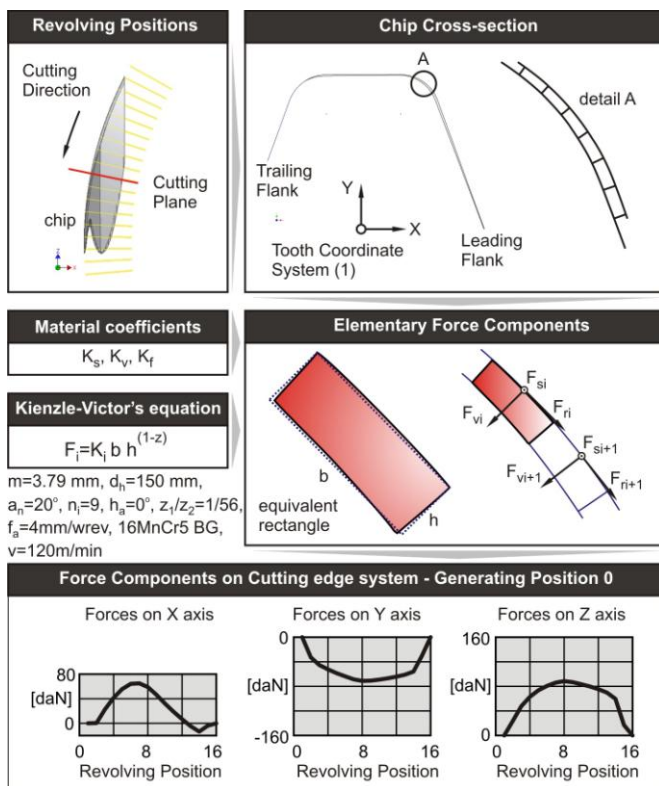 Revolving Positions
Cutting
Direction
Cutting
Plane
chip
Chip Cross-section
A
detail A
Trailing
Flank
Y
X
Tooth Coordinate
System (1)
Leading
Flank
Material coefficients
Ks, Kv, Kf
Kienzle-Victor's equation
Fi=Ki b h(1-z)
m=3.79 mm, dh=150 mm,
an=20°, ni=9, ha=0°, z1/z2=1/56,
fa=4mm/wrev, 16MnCr5 BG,
v=120m/min
Elementary Force Components
b
h
equivalent
rectangle
Fsi
Fvi
Fri
Fsi+1
Fvi+1
Fri+1
Force Components on Cutting edge system - Generating Position 0
Forces on X axis
80
[daN]
0
0 8 16
Revolving Position
Forces on Y axis
0
[daN]
-160
0 8 16
Revolving Position
Forces on Z axis
160
[daN]
0
0 8 16
Revolving Position